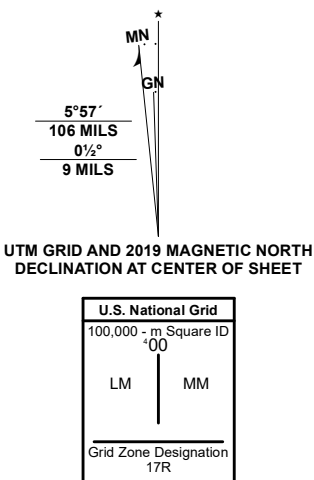 ★
MN
GN
5°57´
106 MILS
0½°
9 MILS
UTM GRID AND 2019 MAGNETIC NORTH
DECLINATION AT CENTER OF SHEET
U.S. National Grid
100,000 - m Square ID
⁴00
LM MM
Grid Zone Designation
17R